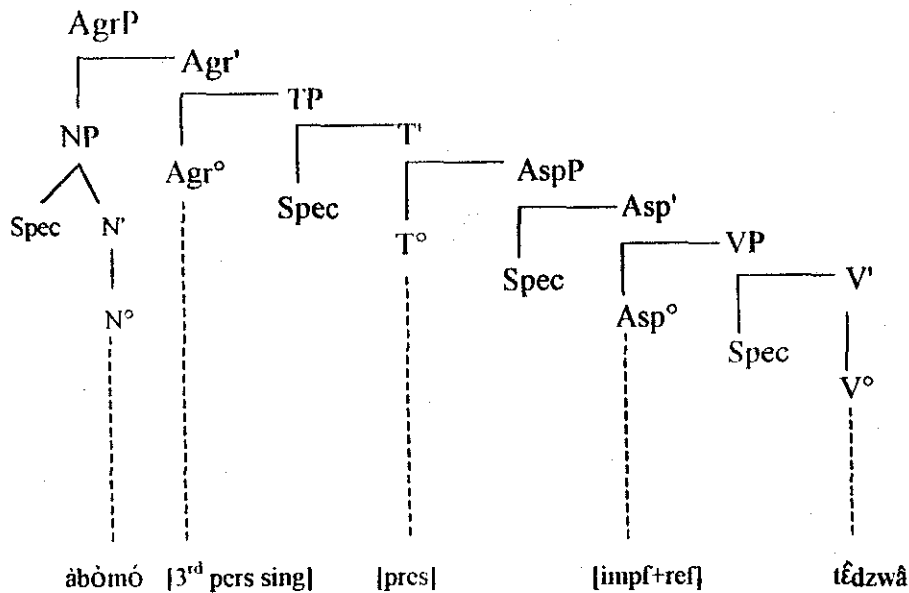 AgrP
Agr'
TP
NP
T'
Agr°
AspP
Spec
N'
Spec
Asp'
T°
VP
Spec
V'
N°
Asp°
Spec
V°
àbòmó [3rd pers sing] [pres] [impf+ref] tɛ̂dzwâ